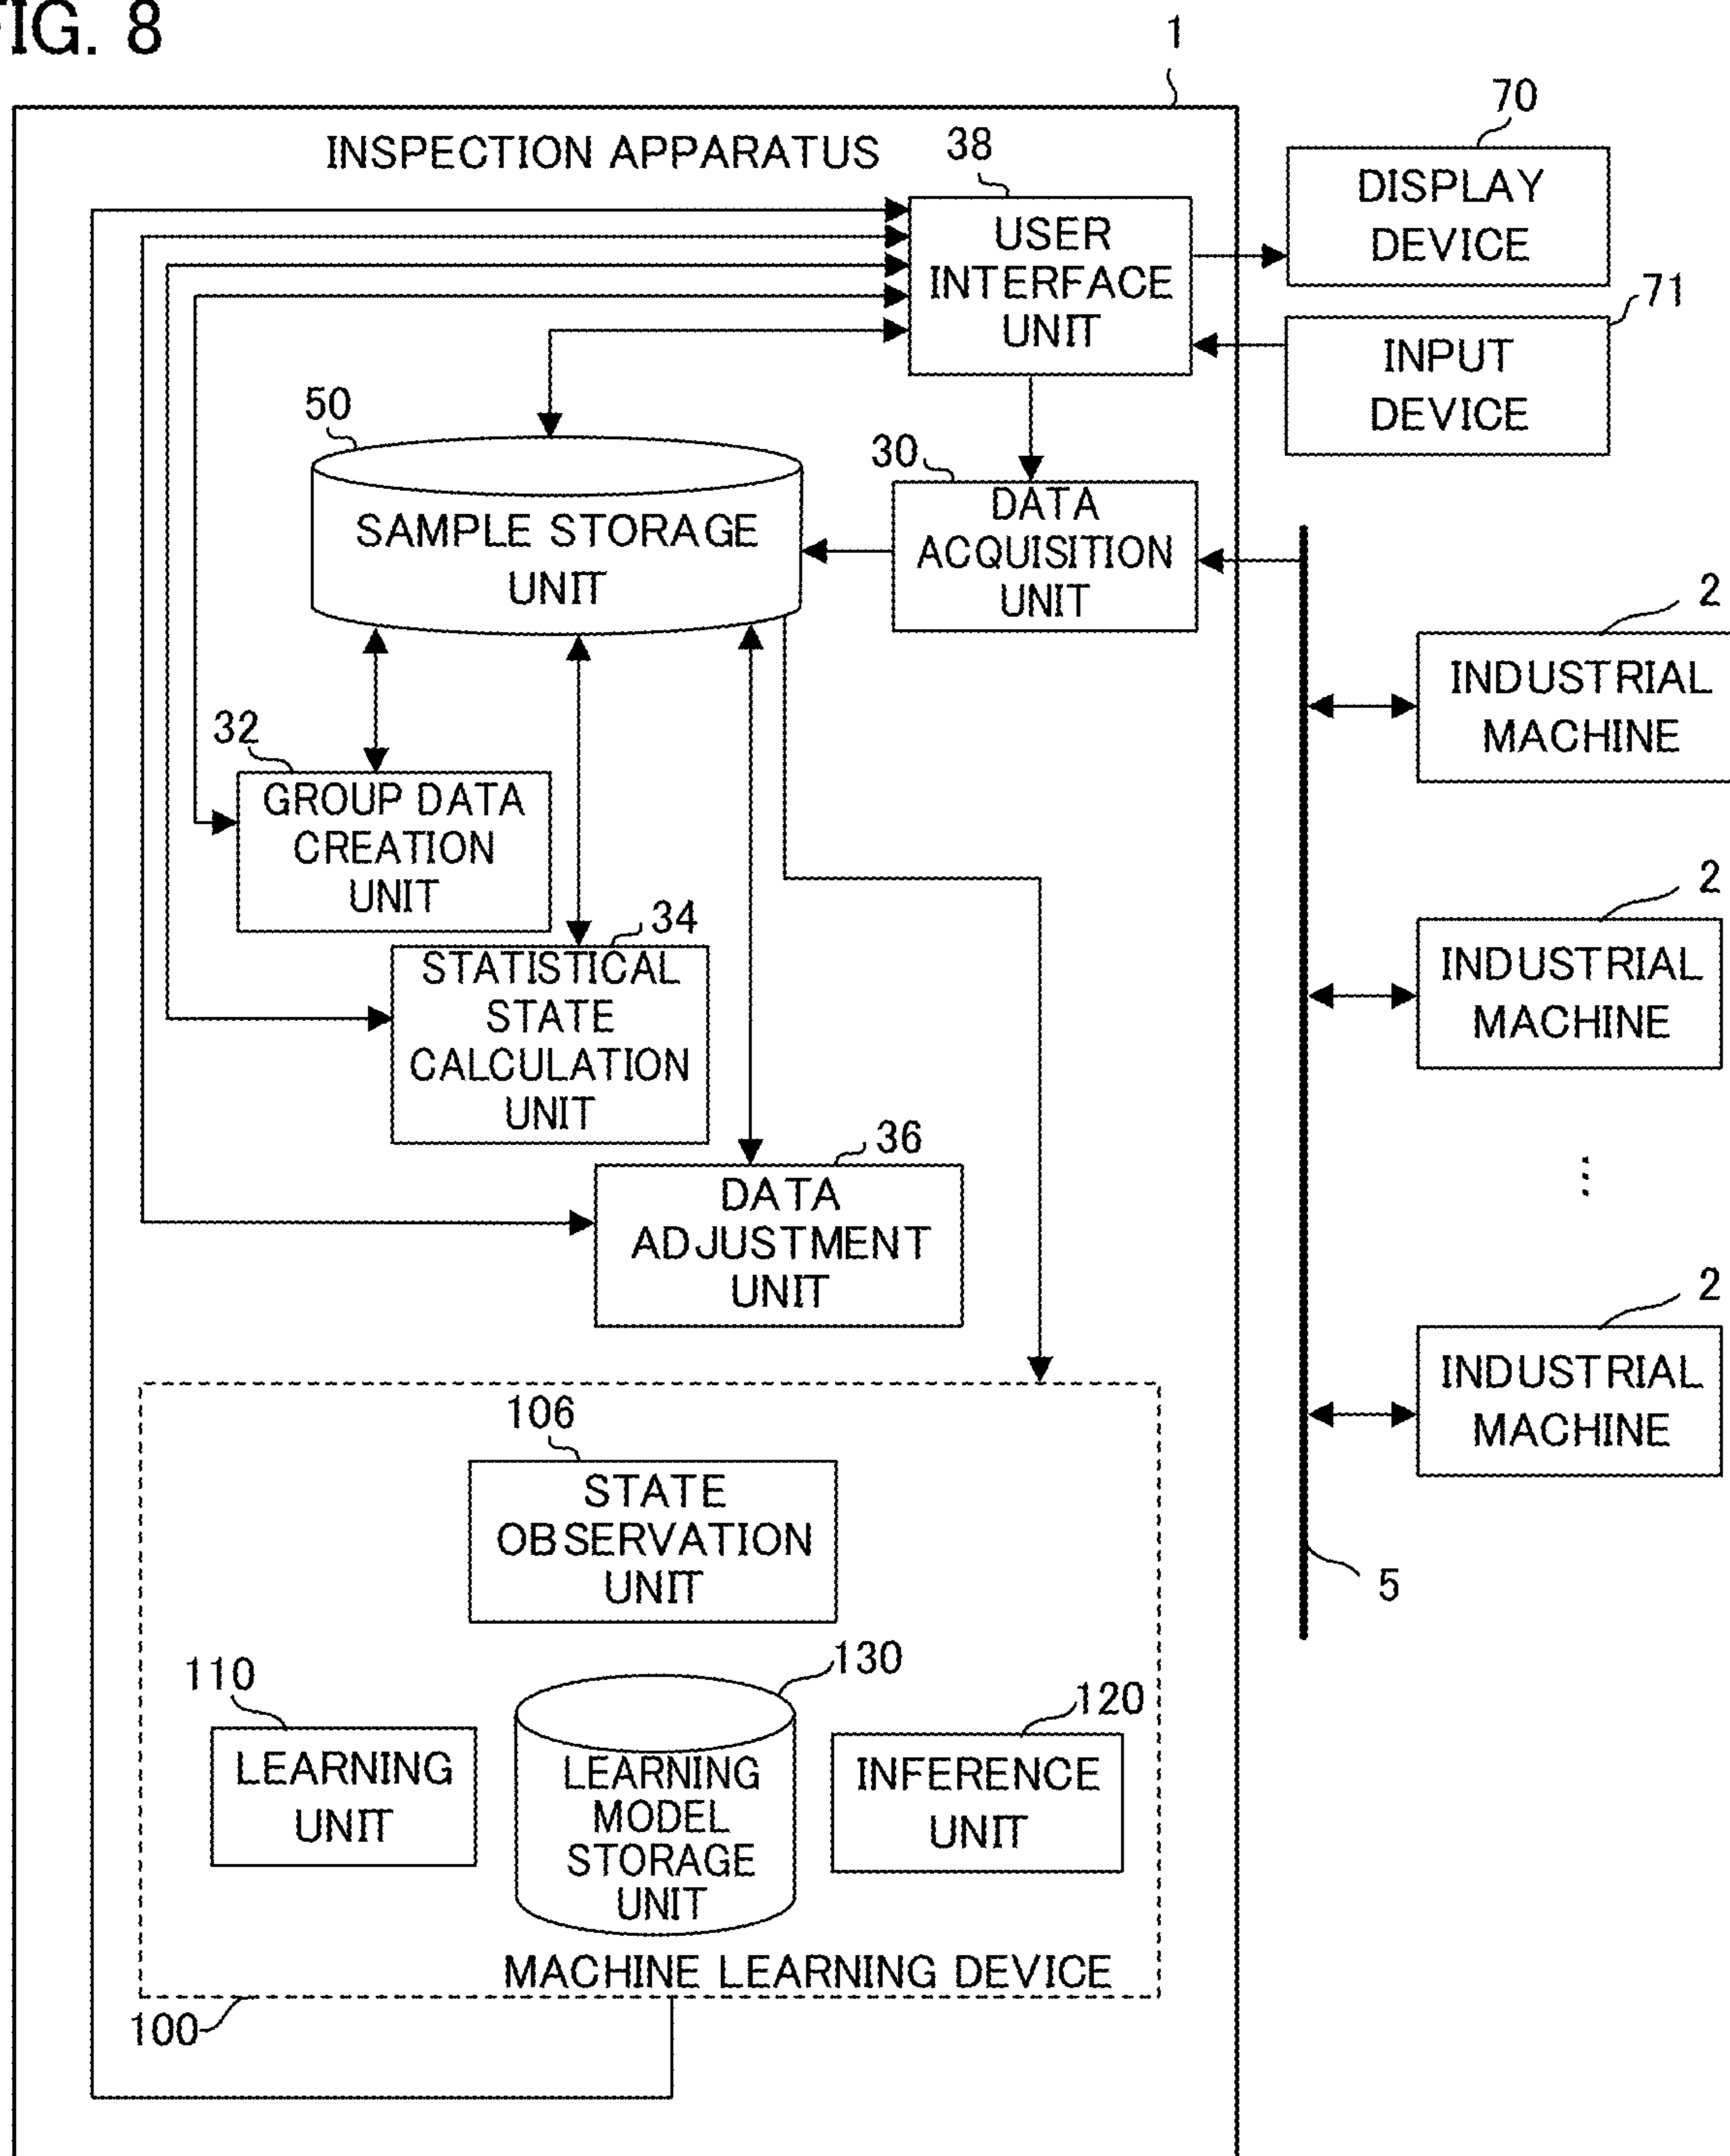 FIG. 8
1
INSPECTION APPARATUS
38
USER
INTERFACE
UNIT
70
DISPLAY
DEVICE
71
INPUT
DEVICE
50
SAMPLE STORAGE
UNIT
30
DATA
ACQUISITION
UNIT
2
INDUSTRIAL
MACHINE
32
GROUP DATA
CREATION
UNIT
2
INDUSTRIAL
MACHINE
34
STATISTICAL
STATE
CALCULATION
UNIT
36
DATA
ADJUSTMENT
UNIT
⋮
2
INDUSTRIAL
MACHINE
5
106
STATE
OBSERVATION
UNIT
110
LEARNING
UNIT
130
LEARNING
MODEL
STORAGE
UNIT
120
INFERENCE
UNIT
MACHINE LEARNING DEVICE
100